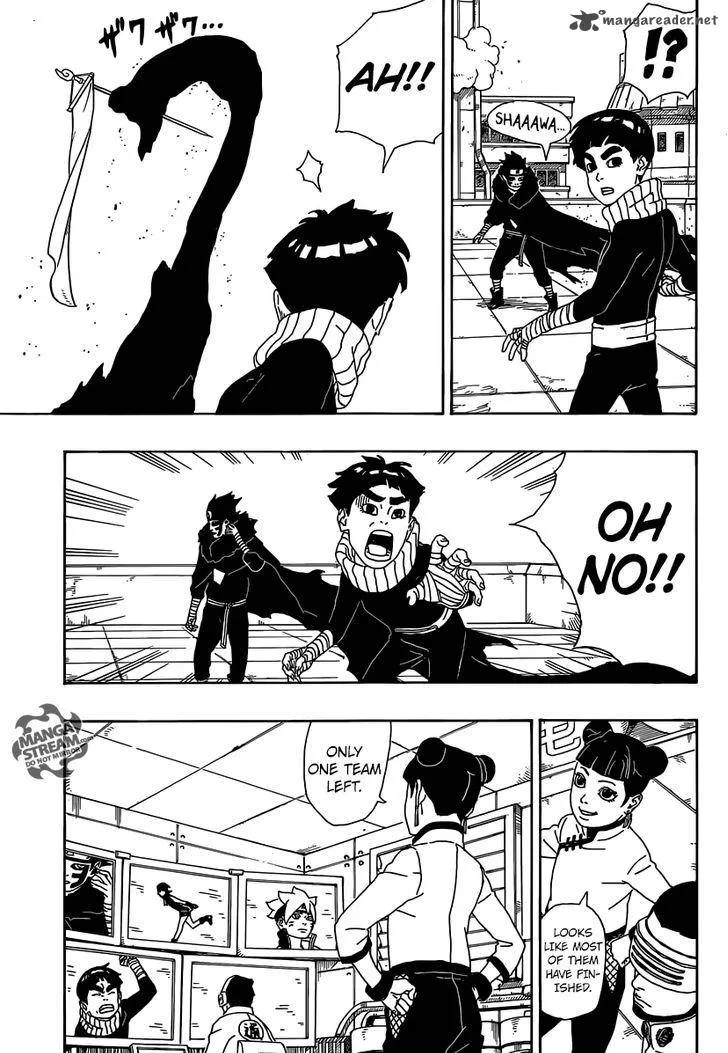 mangareader.net
!?
SHAAAWA...
AH!!
ザワ
ザワ
OH
NO!!
MANGA
STREAM.com
DO NOT MIRROR!
LOOKS
LIKE MOST
OF THEM
HAVE FIN-
ISHED.
ONLY
ONE TEAM
LEFT.